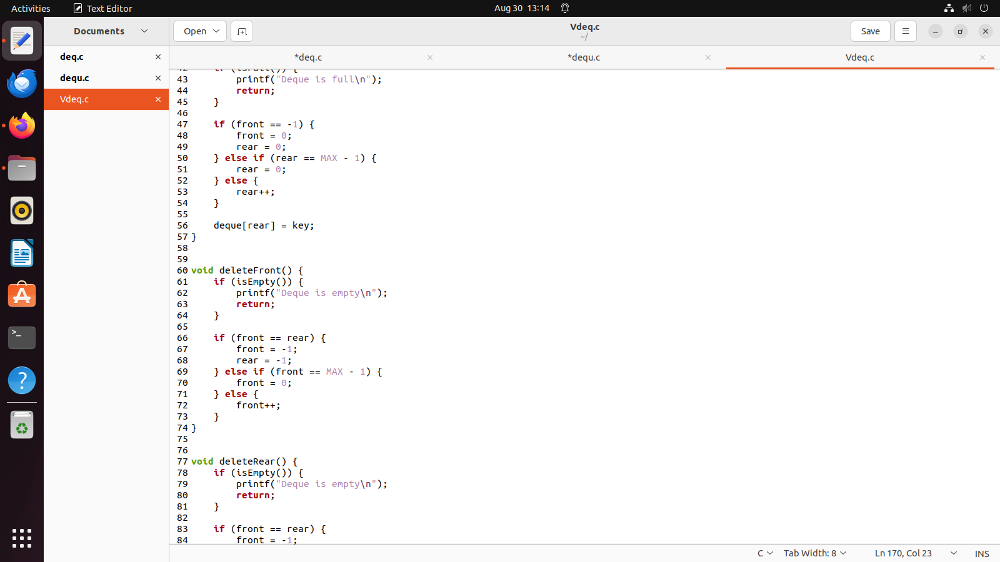 Activities Text Editor Aug 30 13:14
Documents Open Vdeq.c Save
~/
deq.c *deq.c *dequ.c Vdeq.c
dequ.c
Vdeq.c
42     if (isFull()) {
43         printf("Deque is full\n");
44         return;
45     }
46
47     if (front == -1) {
48         front = 0;
49         rear = 0;
50     } else if (rear == MAX - 1) {
51         rear = 0;
52     } else {
53         rear++;
54     }
55
56     deque[rear] = key;
57 }
58
59
60 void deleteFront() {
61     if (isEmpty()) {
62         printf("Deque is empty\n");
63         return;
64     }
65
66     if (front == rear) {
67         front = -1;
68         rear = -1;
69     } else if (front == MAX - 1) {
70         front = 0;
71     } else {
72         front++;
73     }
74 }
75
76
77 void deleteRear() {
78     if (isEmpty()) {
79         printf("Deque is empty\n");
80         return;
81     }
82
83     if (front == rear) {
84         front = -1;
C Tab Width: 8 Ln 170, Col 23 INS